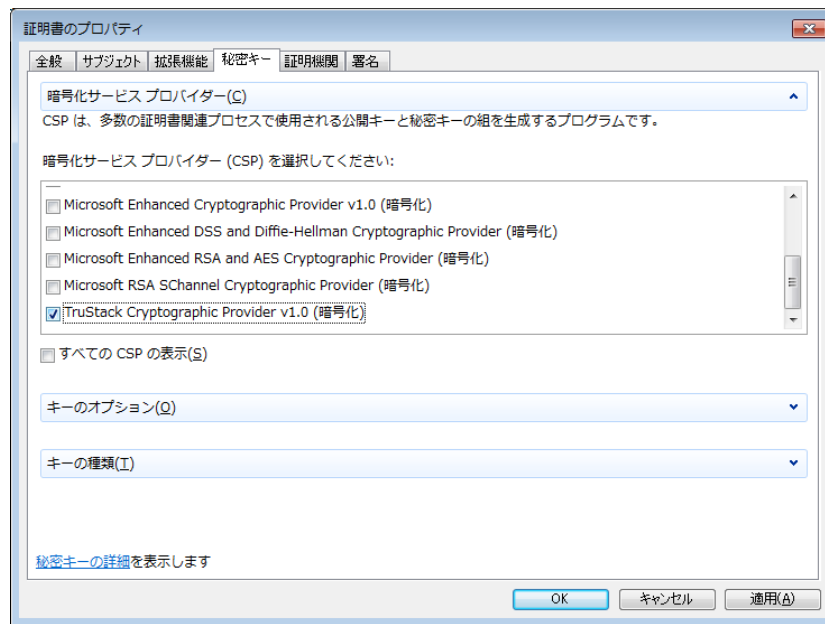 証明書のプロパティ
全般 サブジェクト 拡張機能 秘密キー 証明機関 署名
暗号化サービス プロバイダー(C)
CSP は、多数の証明書関連プロセスで使用される公開キーと秘密キーの組を生成するプログラムです。
暗号化サービス プロバイダー (CSP) を選択してください:
Microsoft Enhanced Cryptographic Provider v1.0 (暗号化)
Microsoft Enhanced DSS and Diffie-Hellman Cryptographic Provider (暗号化)
Microsoft Enhanced RSA and AES Cryptographic Provider (暗号化)
Microsoft RSA SChannel Cryptographic Provider (暗号化)
TruStack Cryptographic Provider v1.0 (暗号化)
すべての CSP の表示(S)
キーのオプション(O)
キーの種類(T)
秘密キーの詳細を表示します
OK キャンセル 適用(A)